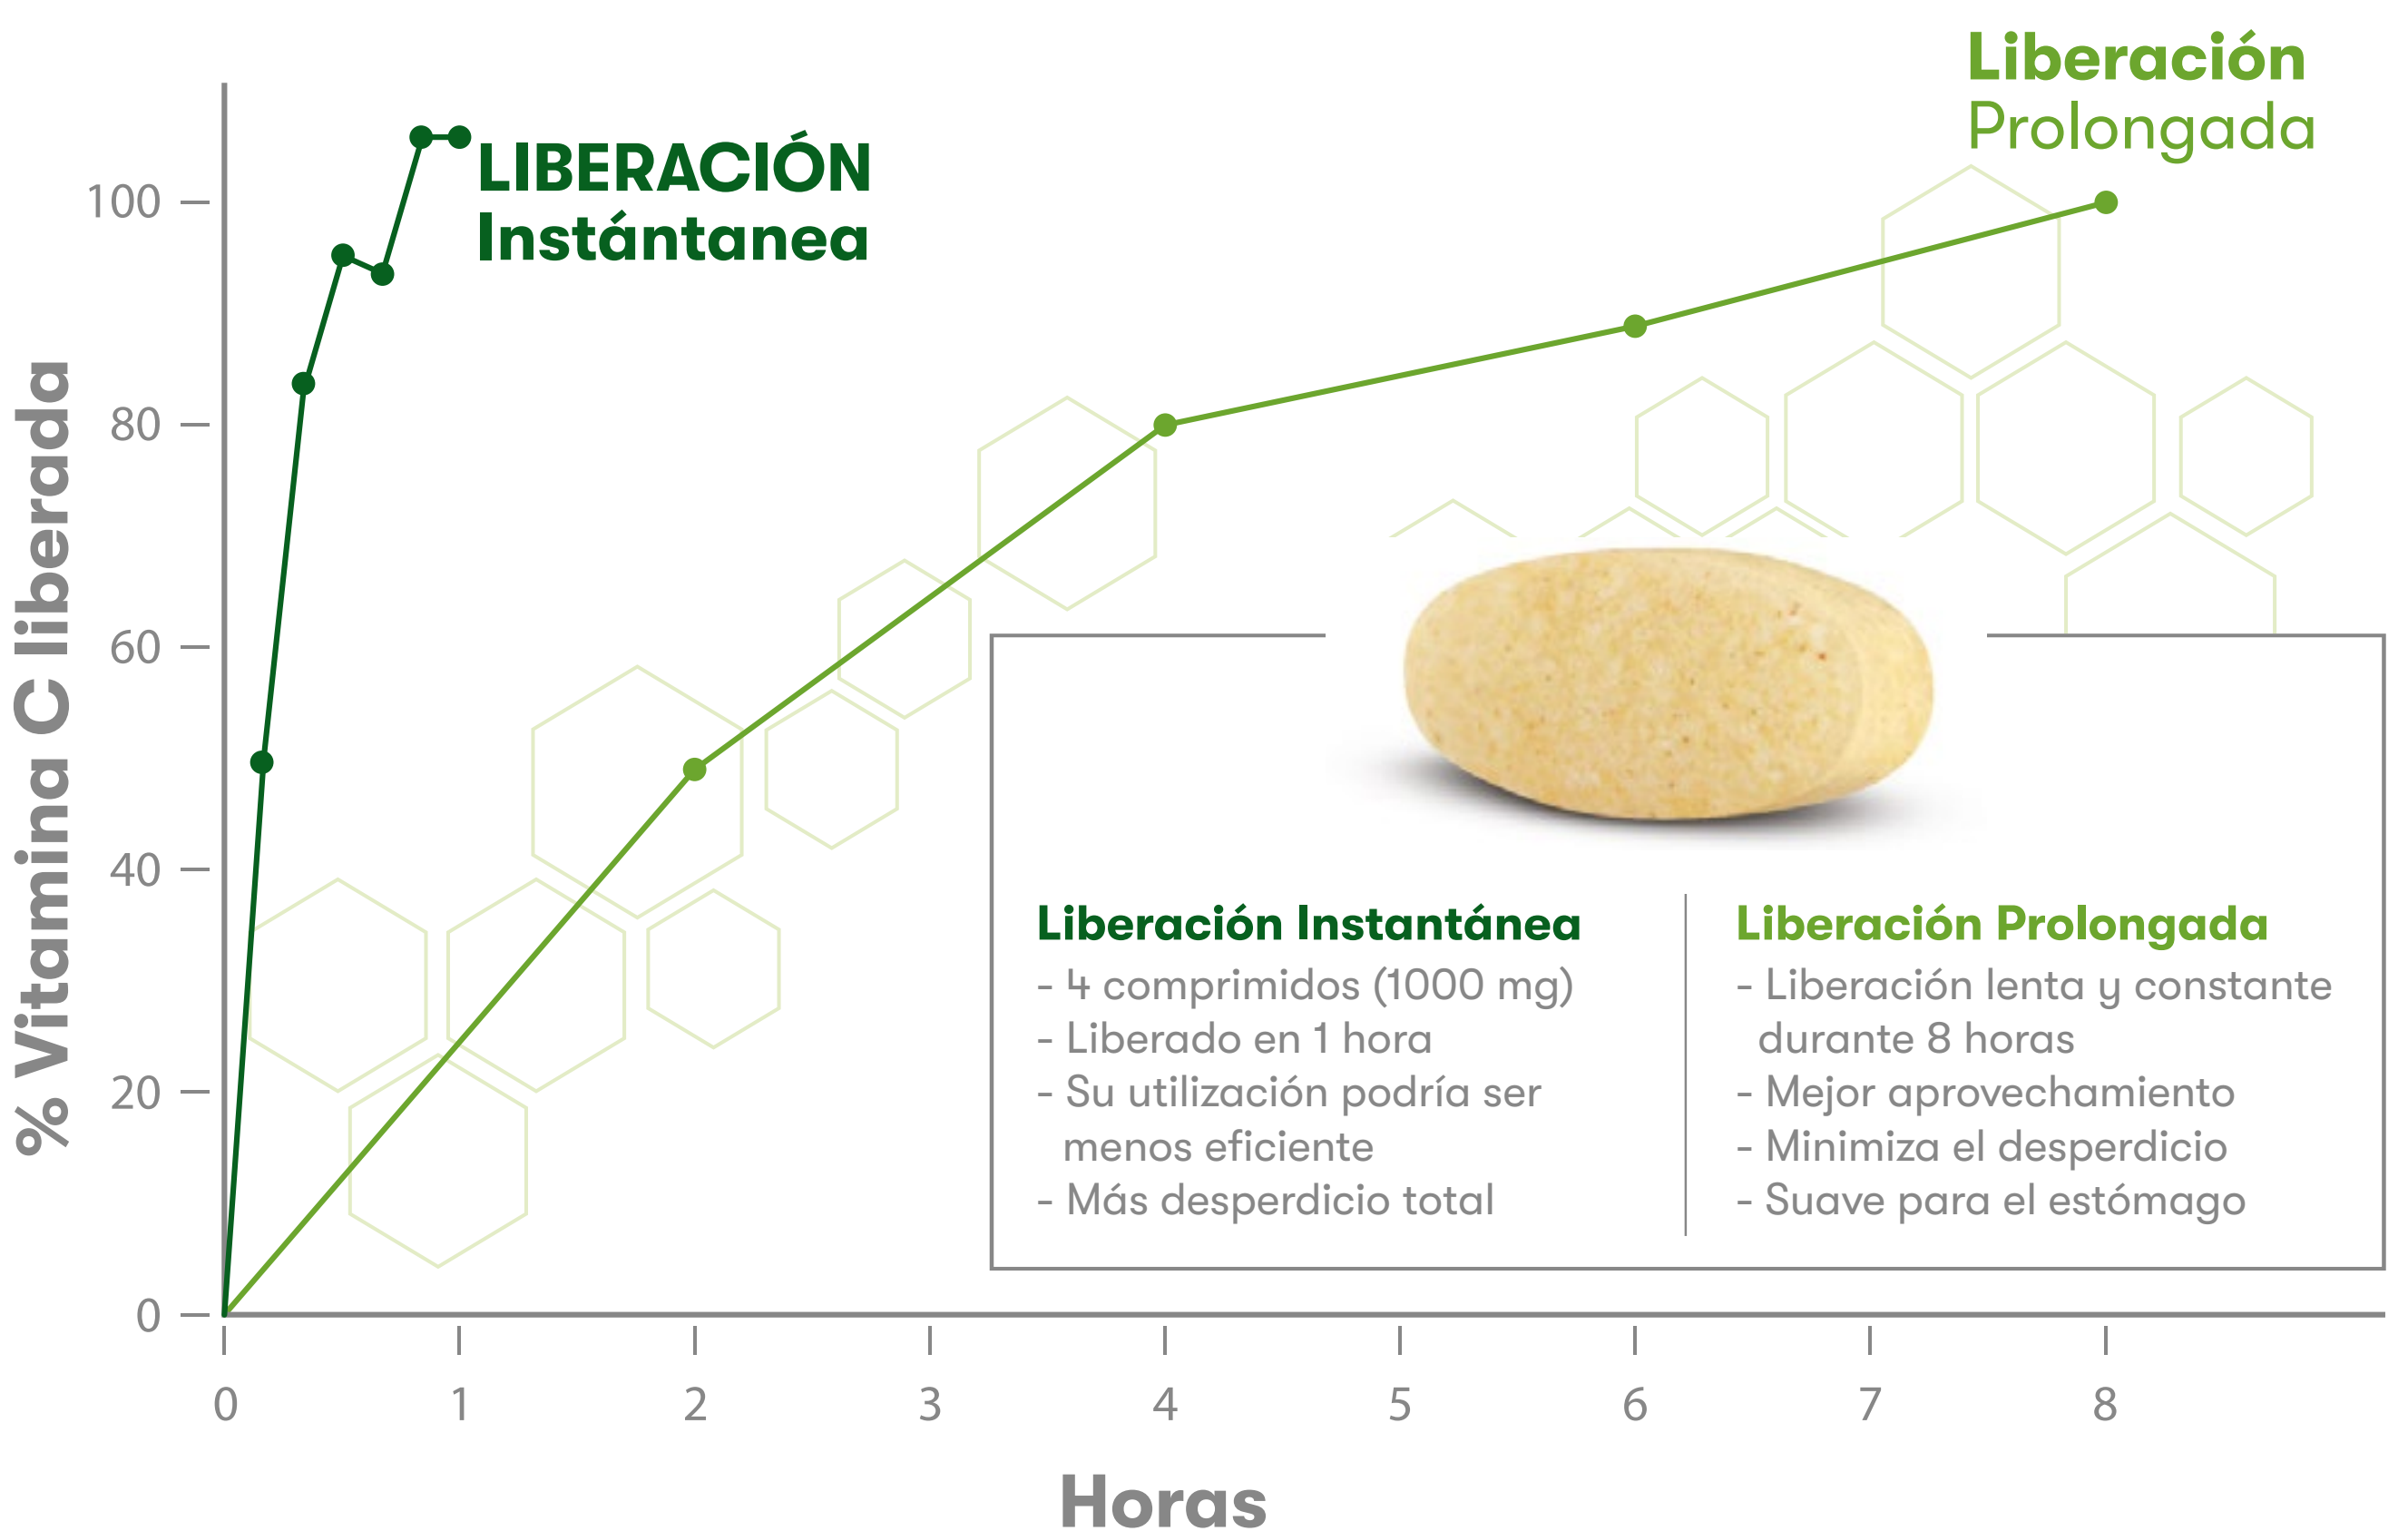 Liberación
Prolongada
LIBERACIÓN
Instántanea
% Vitamina C liberada
100
80
60
40
20
0
Liberación Instantánea
- 4 comprimidos (1000 mg)
- Liberado en 1 hora
- Su utilización podría ser
menos eficiente
- Más desperdicio total
Liberación Prolongada
- Liberación lenta y constante
durante 8 horas
- Mejor aprovechamiento
- Minimiza el desperdicio
- Suave para el estómago
0 1 2 3 4 5 6 7 8
Horas